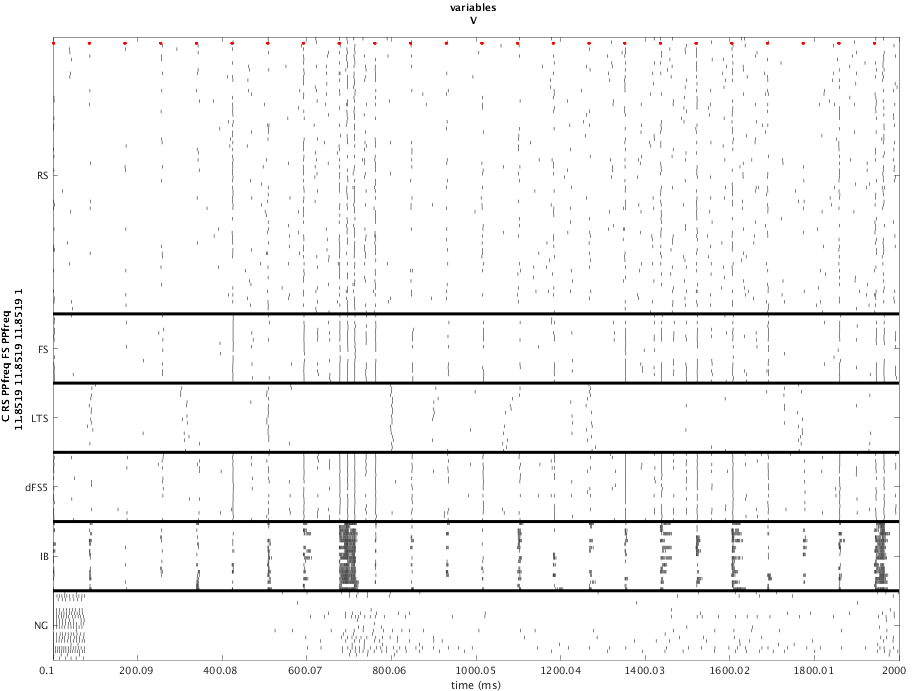 variables
V
C RS PPfreq FS PPfreq
11.8519 11.8519 11.8519 11.8519 1
RS
FS
LTS
dFS5
IB
NG
0.1 200.09 400.08 600.07 800.06 1000.05 1200.04 1400.03 1600.02 1800.01 2000
time (ms)